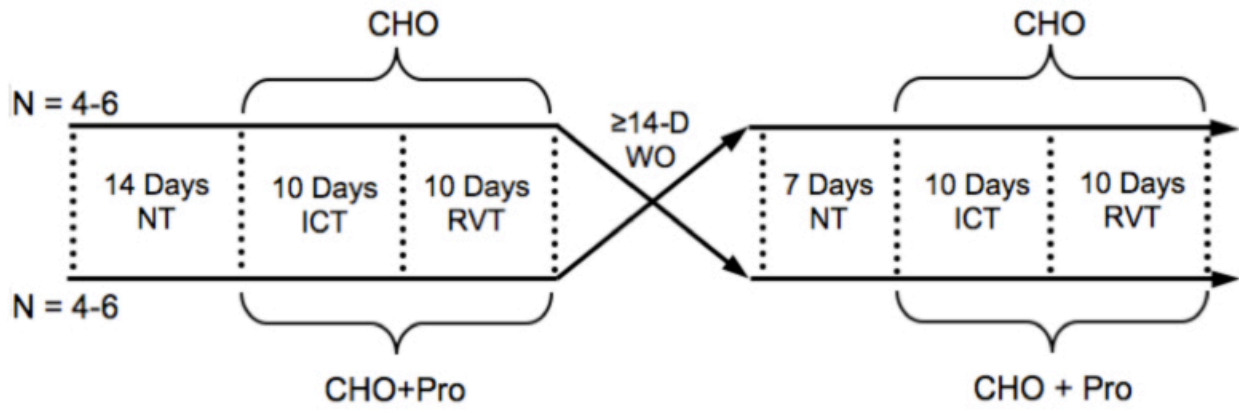 CHO
CHO
N = 4-6
≥14-D
WO
14 Days
NT
10 Days
ICT
10 Days
RVT
7 Days
NT
10 Days
ICT
10 Days
RVT
N = 4-6
CHO+Pro
CHO + Pro